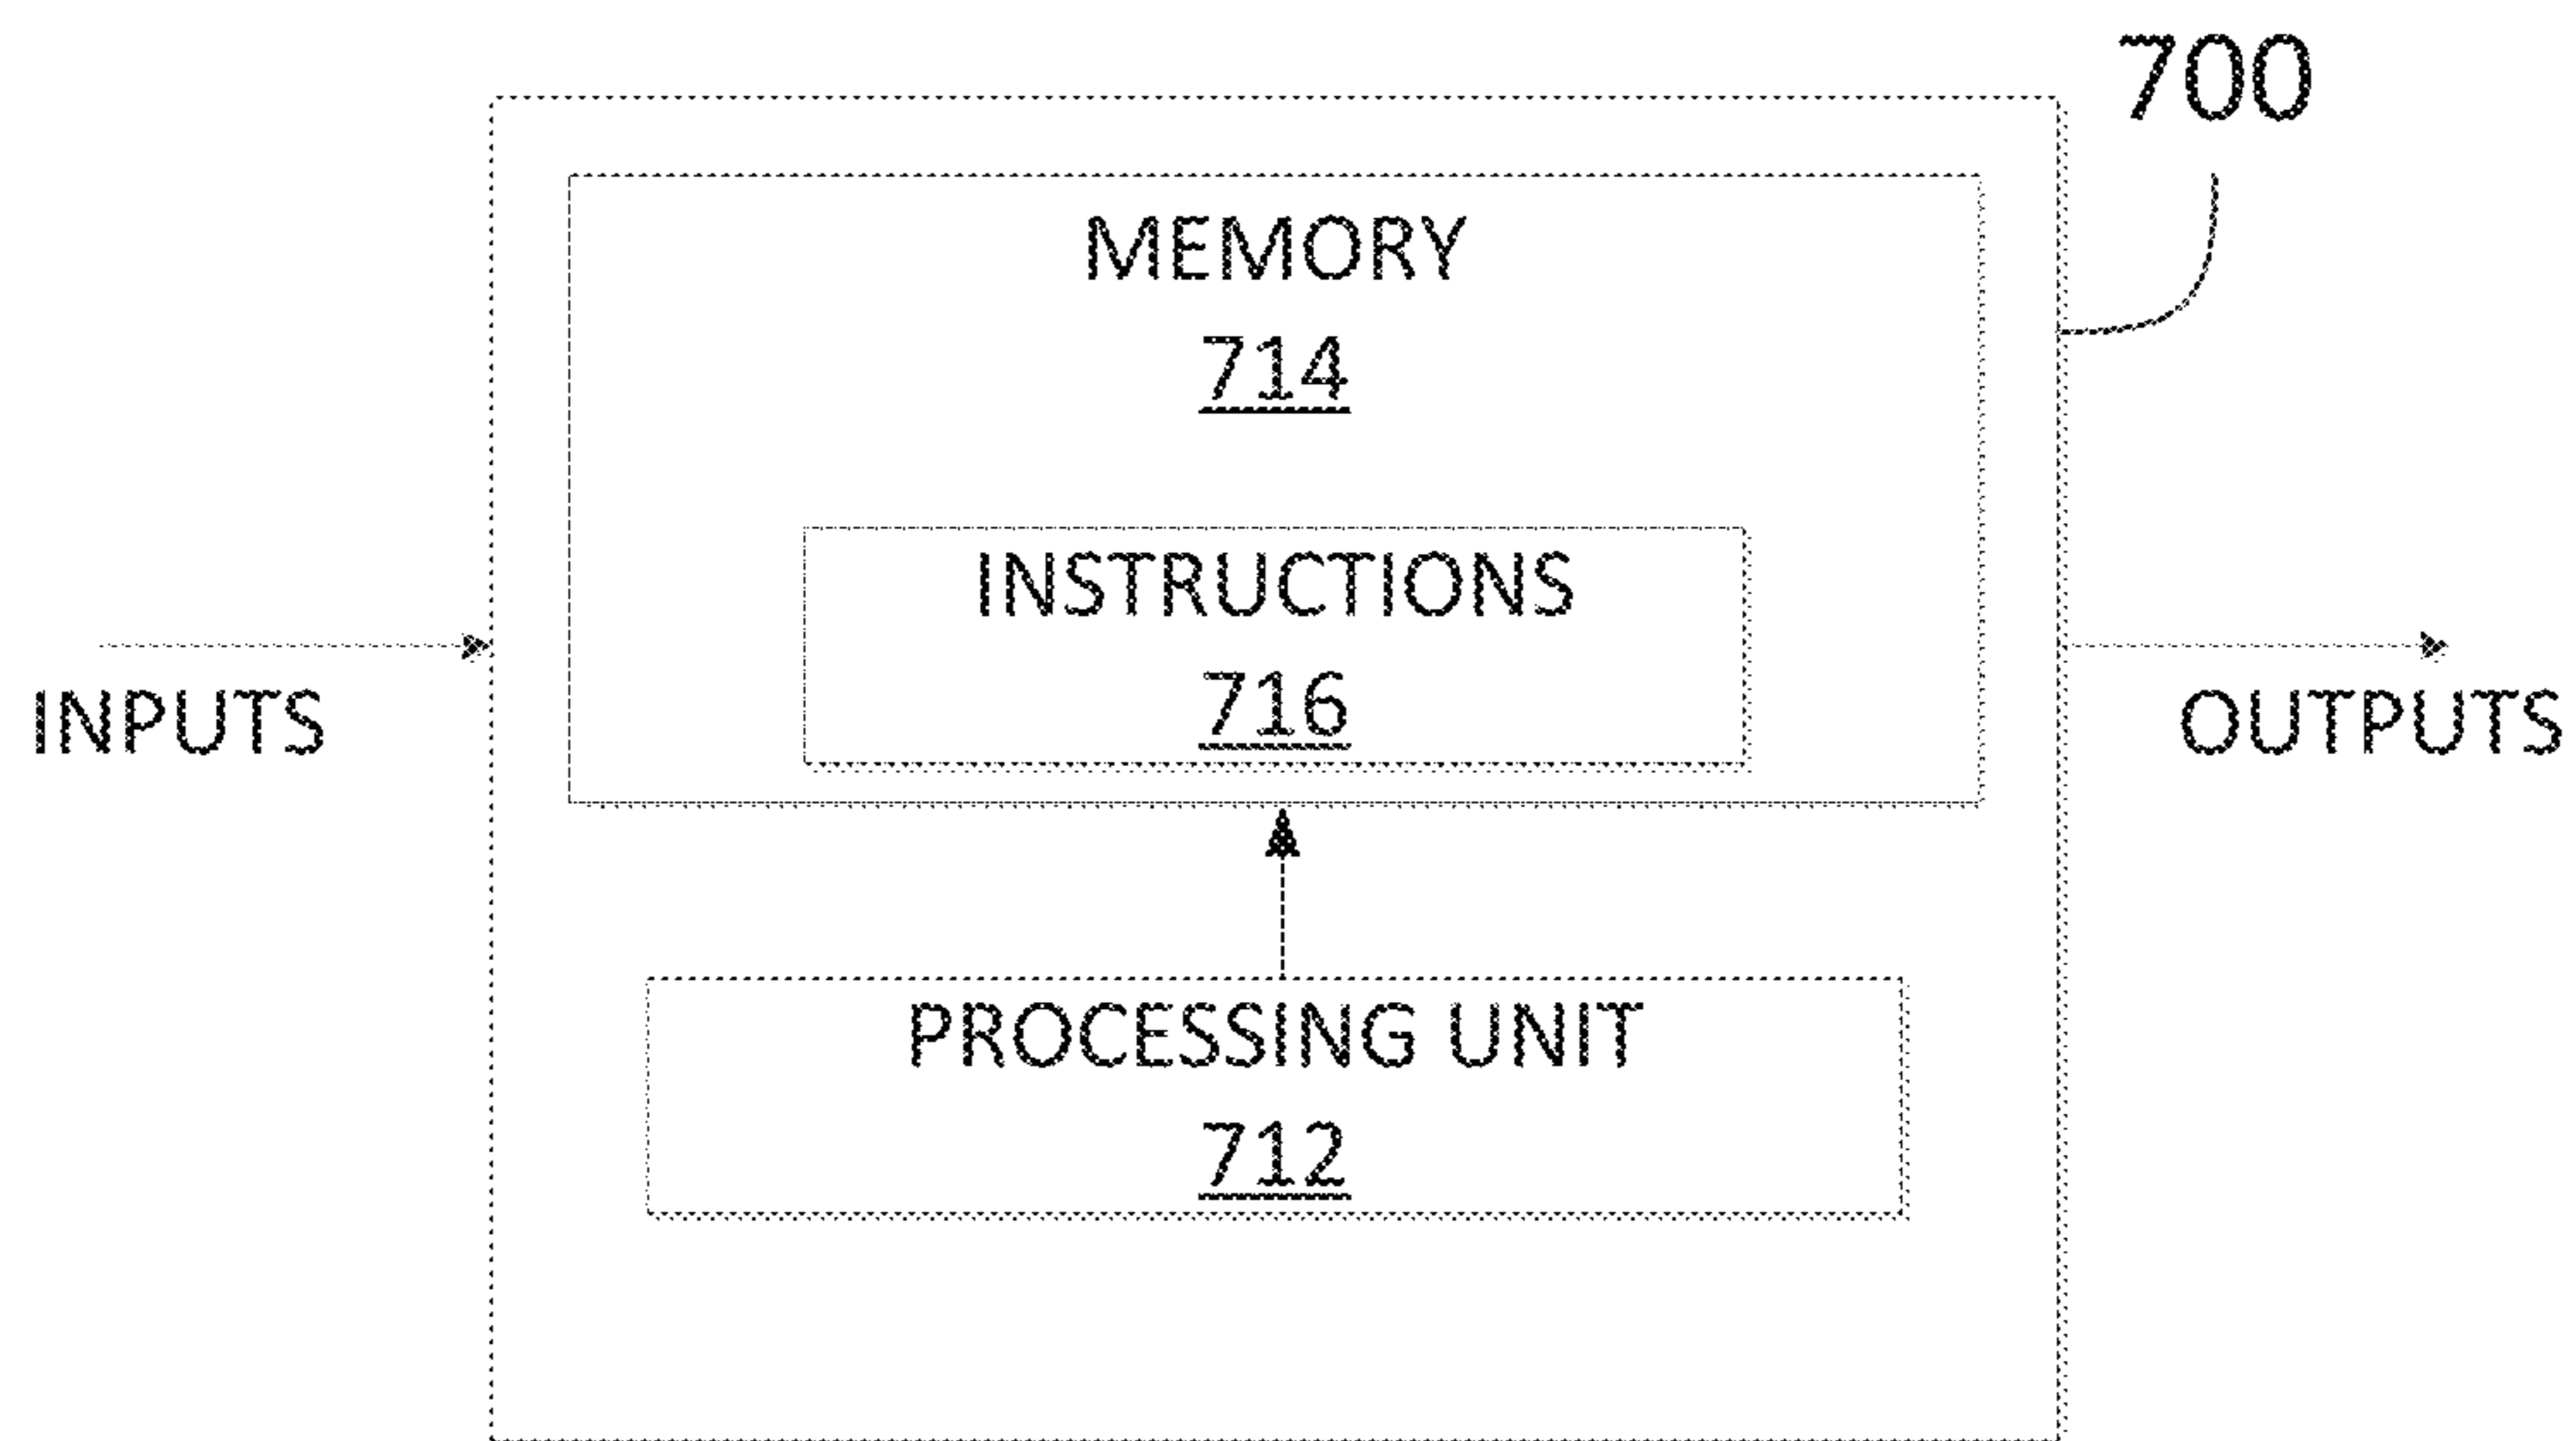 700
MEMORY
714
INSTRUCTIONS
716
INPUTS
OUTPUTS
PROCESSING UNIT
712